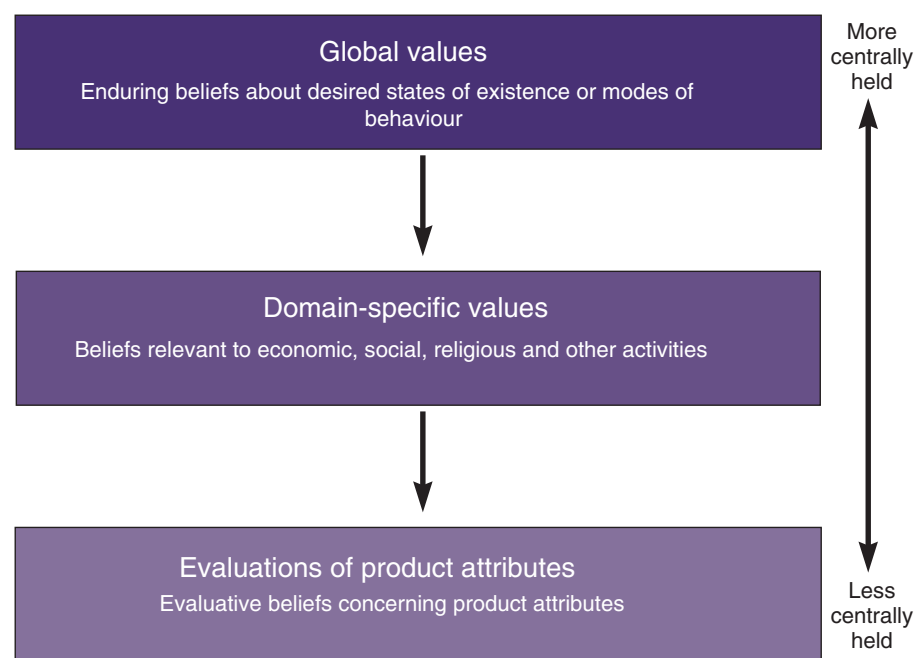 Global values
Enduring beliefs about desired states of existence or modes of
behaviour
More
centrally
held
Domain-specific values
Beliefs relevant to economic, social, religious and other activities
Evaluations of product attributes
Evaluative beliefs concerning product attributes
Less
centrally
held